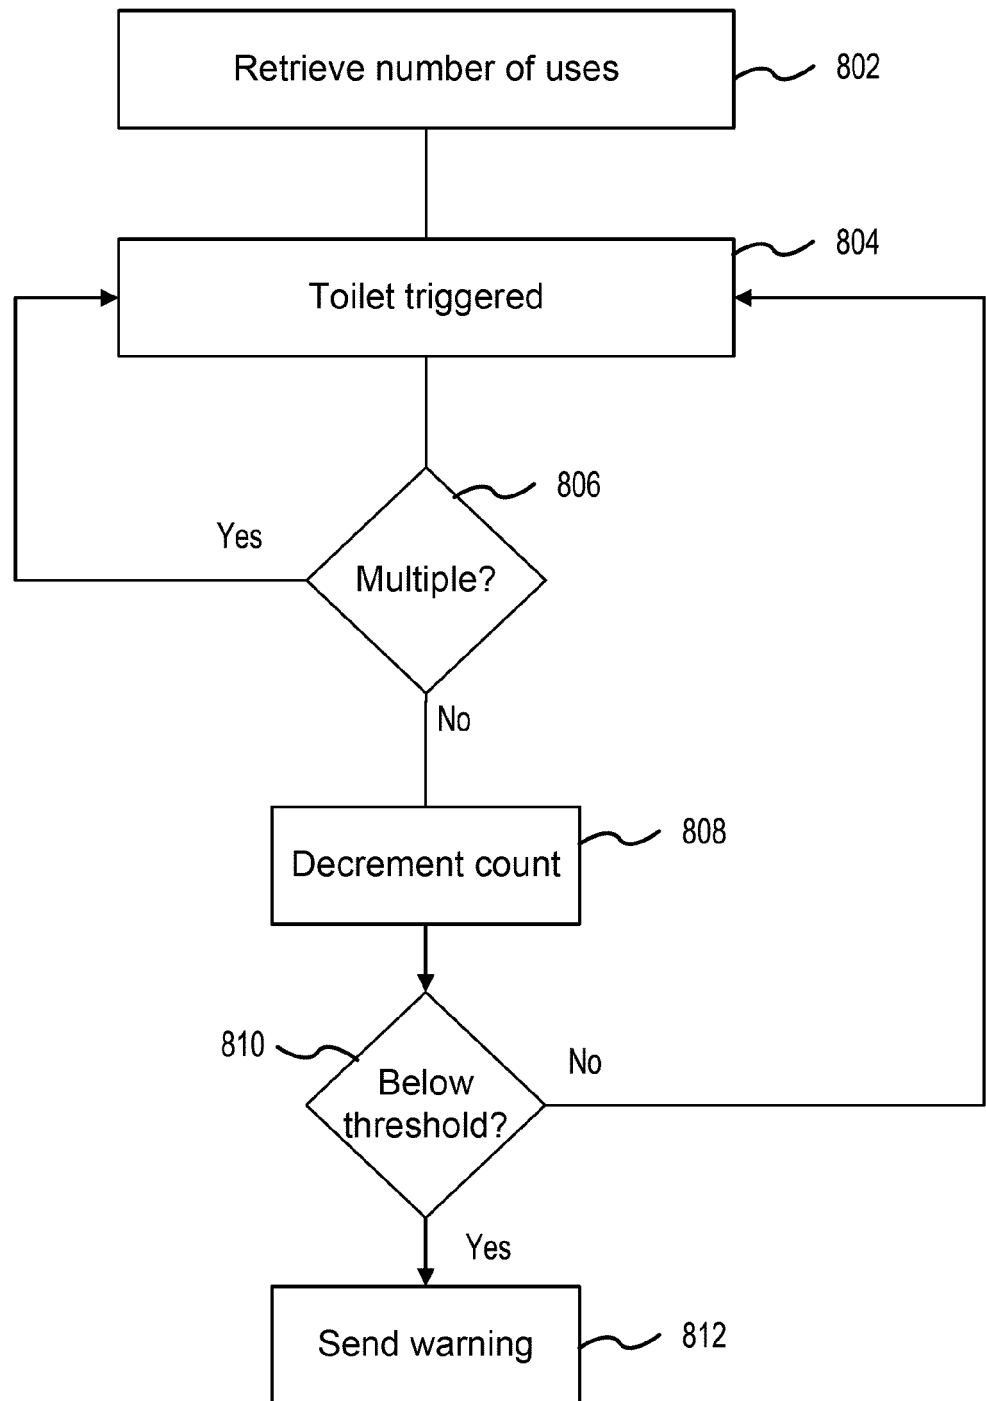 Retrieve number of uses
802
804
Toilet triggered
806
Yes
Multiple?
No
808
Decrement count
810
No
Below
threshold?
Yes
Send warning
812